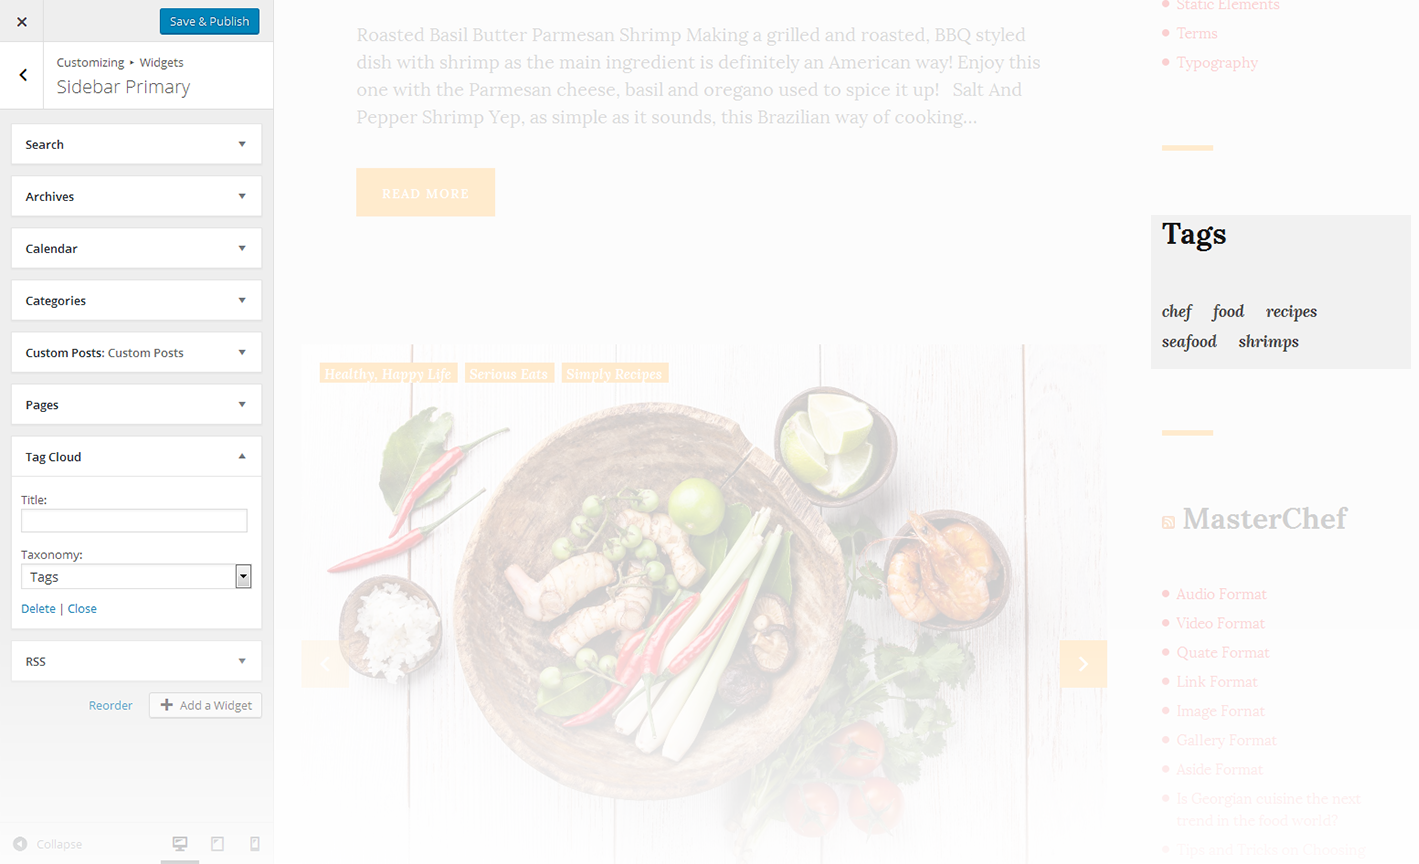 Save & Publish
Customizing ▸ Widgets
Sidebar Primary
Search
Archives
Calendar
Categories
Custom Posts: Custom Posts
Pages
Tag Cloud
Title:
Taxonomy:
Tags
Delete | Close
RSS
Reorder
Add a Widget
Collapse
Roasted Basil Butter Parmesan Shrimp Making a grilled and roasted, BBQ styled
dish with shrimp as the main ingredient is definitely an American way! Enjoy this
one with the Parmesan cheese, basil and oregano used to spice it up! Salt And
Pepper Shrimp Yep, as simple as it sounds, this Brazilian way of cooking...
READ MORE
Healthy, Happy Life Serious Eats Simply Recipes
Static Elements
Terms
Typography
Tags
chef food recipes
seafood shrimps
MasterChef
Audio Format
Video Format
Quate Format
Link Format
Image Fornat
Gallery Format
Aside Format
Is Georgian cuisine the next
trend in the food world?
Tips and Tricks on Choosing